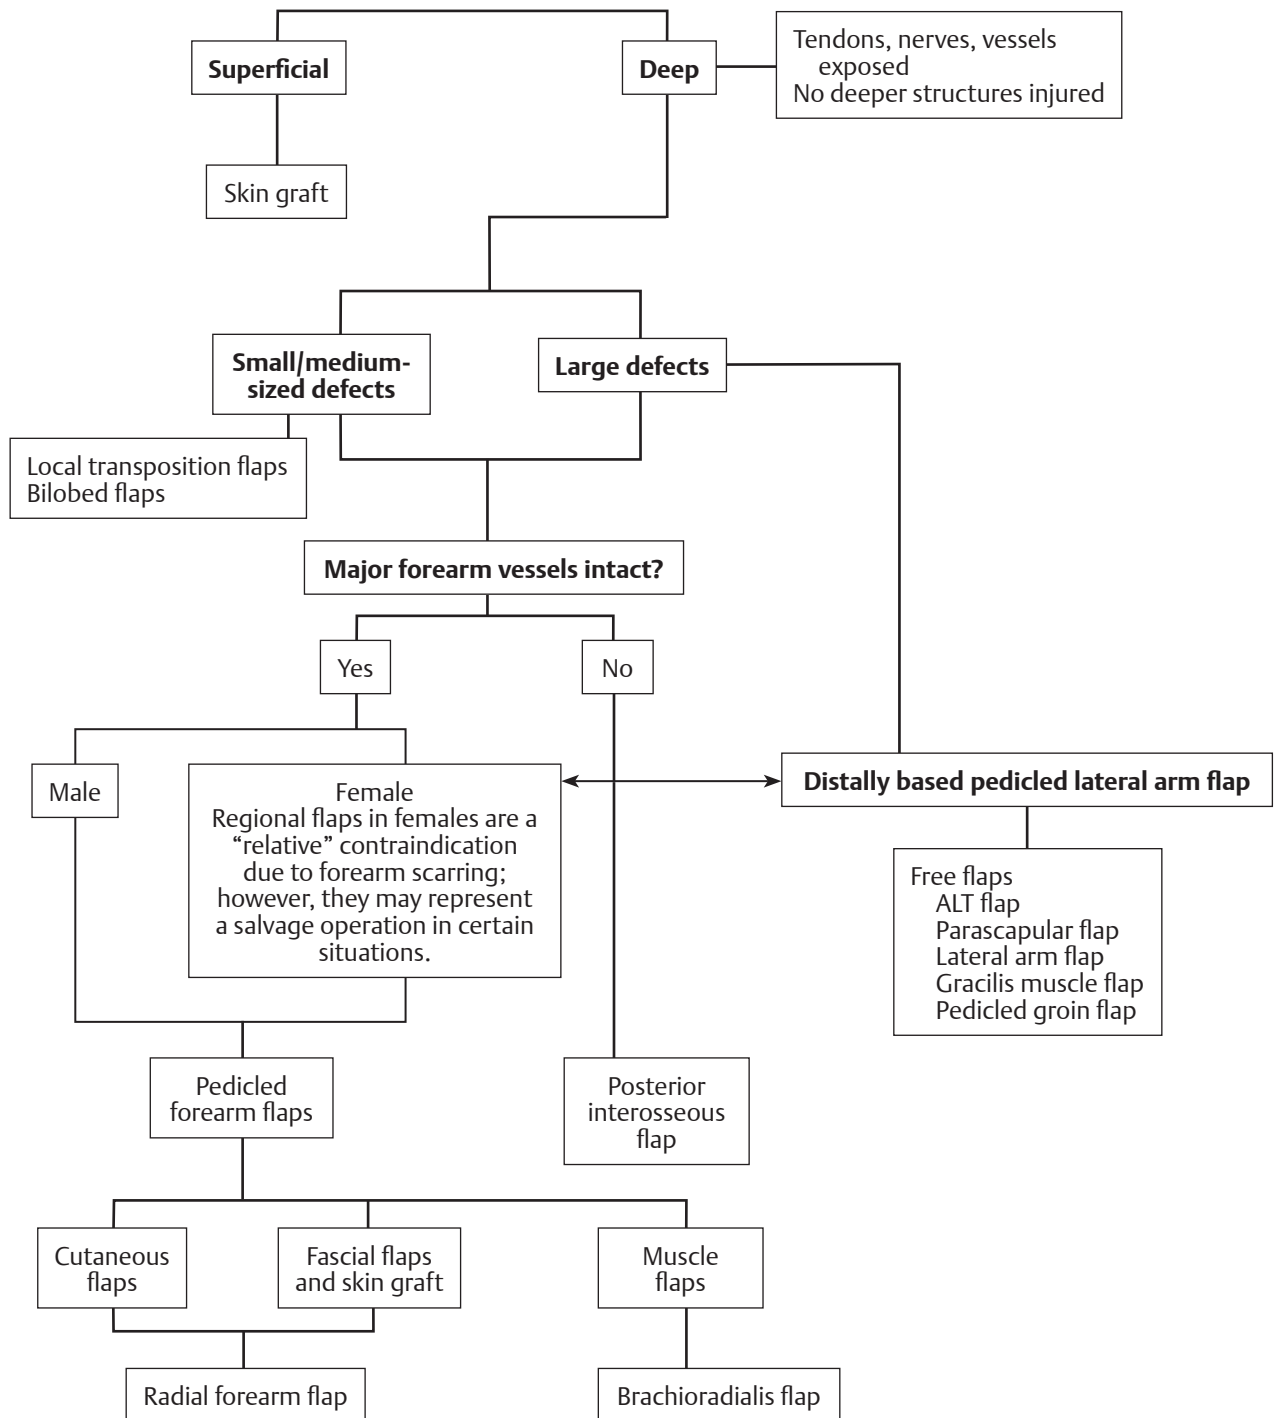 Superficial
Deep
Tendons, nerves, vessels
exposed
No deeper structures injured
Skin graft
Small/medium-
sized defects
Large defects
Local transposition flaps
Bilobed flaps
Major forearm vessels intact?
Yes
No
Male
Female
Regional flaps in females are a
“relative” contraindication
due to forearm scarring;
however, they may represent
a salvage operation in certain
situations.
Distally based pedicled lateral arm flap
Free flaps
ALT flap
Parascapular flap
Lateral arm flap
Gracilis muscle flap
Pedicled groin flap
Pedicled
forearm flaps
Posterior
interosseous
flap
Cutaneous
flaps
Fascial flaps
and skin graft
Muscle
flaps
Radial forearm flap
Brachioradialis flap